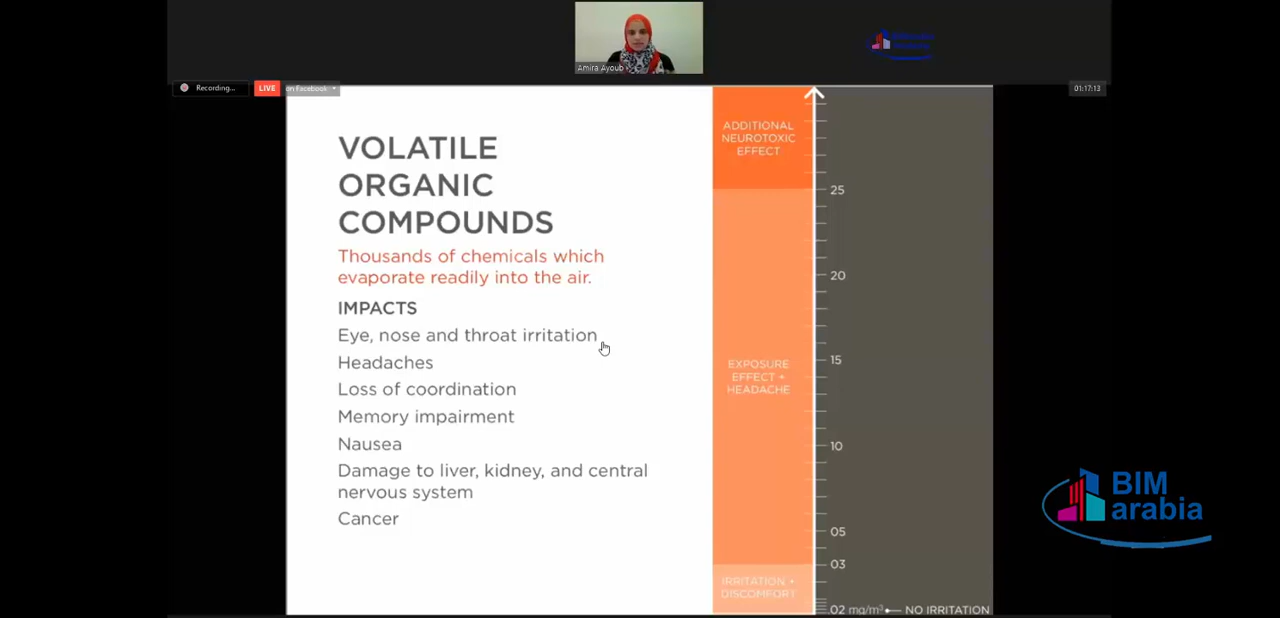 Amira Ayoub
Recording...
LIVE
on Facebook
01:17:13
VOLATILE
ORGANIC
COMPOUNDS
Thousands of chemicals which
evaporate readily into the air.
IMPACTS
Eye, nose and throat irritation
Headaches
Loss of coordination
Memory impairment
Nausea
Damage to liver, kidney, and central
nervous system
Cancer
ADDITIONAL
NEUROTOXIC
EFFECT
EXPOSURE
EFFECT +
HEADACHE
IRRITATION +
DISCOMFORT
25
20
15
10
05
03
.02 mg/m³
NO IRRITATION
BIM
arabia